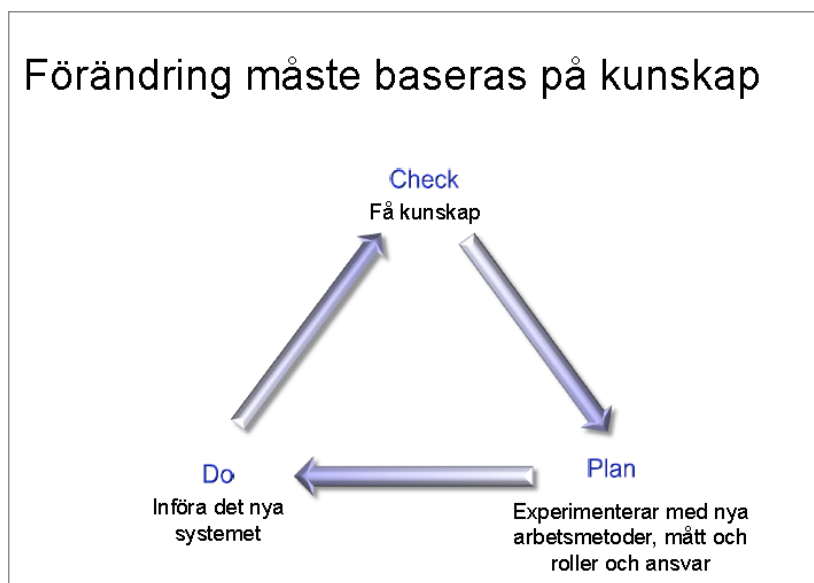 Förändring måste baseras på kunskap
Check
Få kunskap
Do
Införa det nya
systemet
Plan
Experimenterar med nya
arbetsmetoder, mått och
roller och ansvar